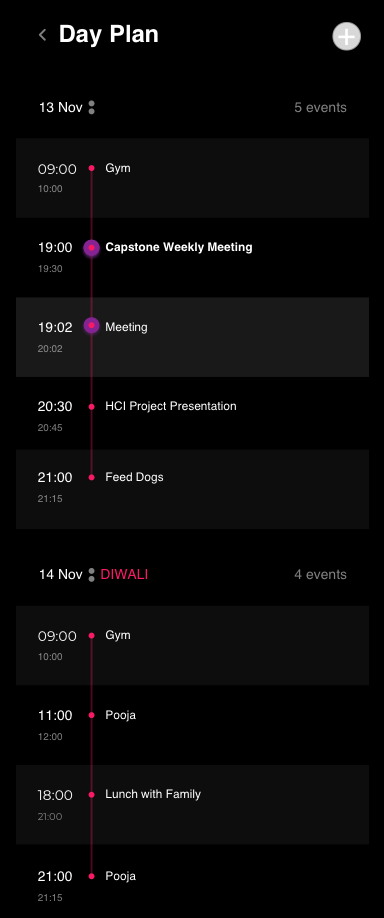 Day Plan
13 Nov
5 events
09:00 Gym
10:00
19:00 Capstone Weekly Meeting
19:30
19:02 Meeting
20:02
20:30 HCI Project Presentation
20:45
21:00 Feed Dogs
21:15
14 Nov DIWALI
4 events
09:00 Gym
10:00
11:00 Pooja
12:00
18:00 Lunch with Family
21:00
21:00 Pooja
21:15